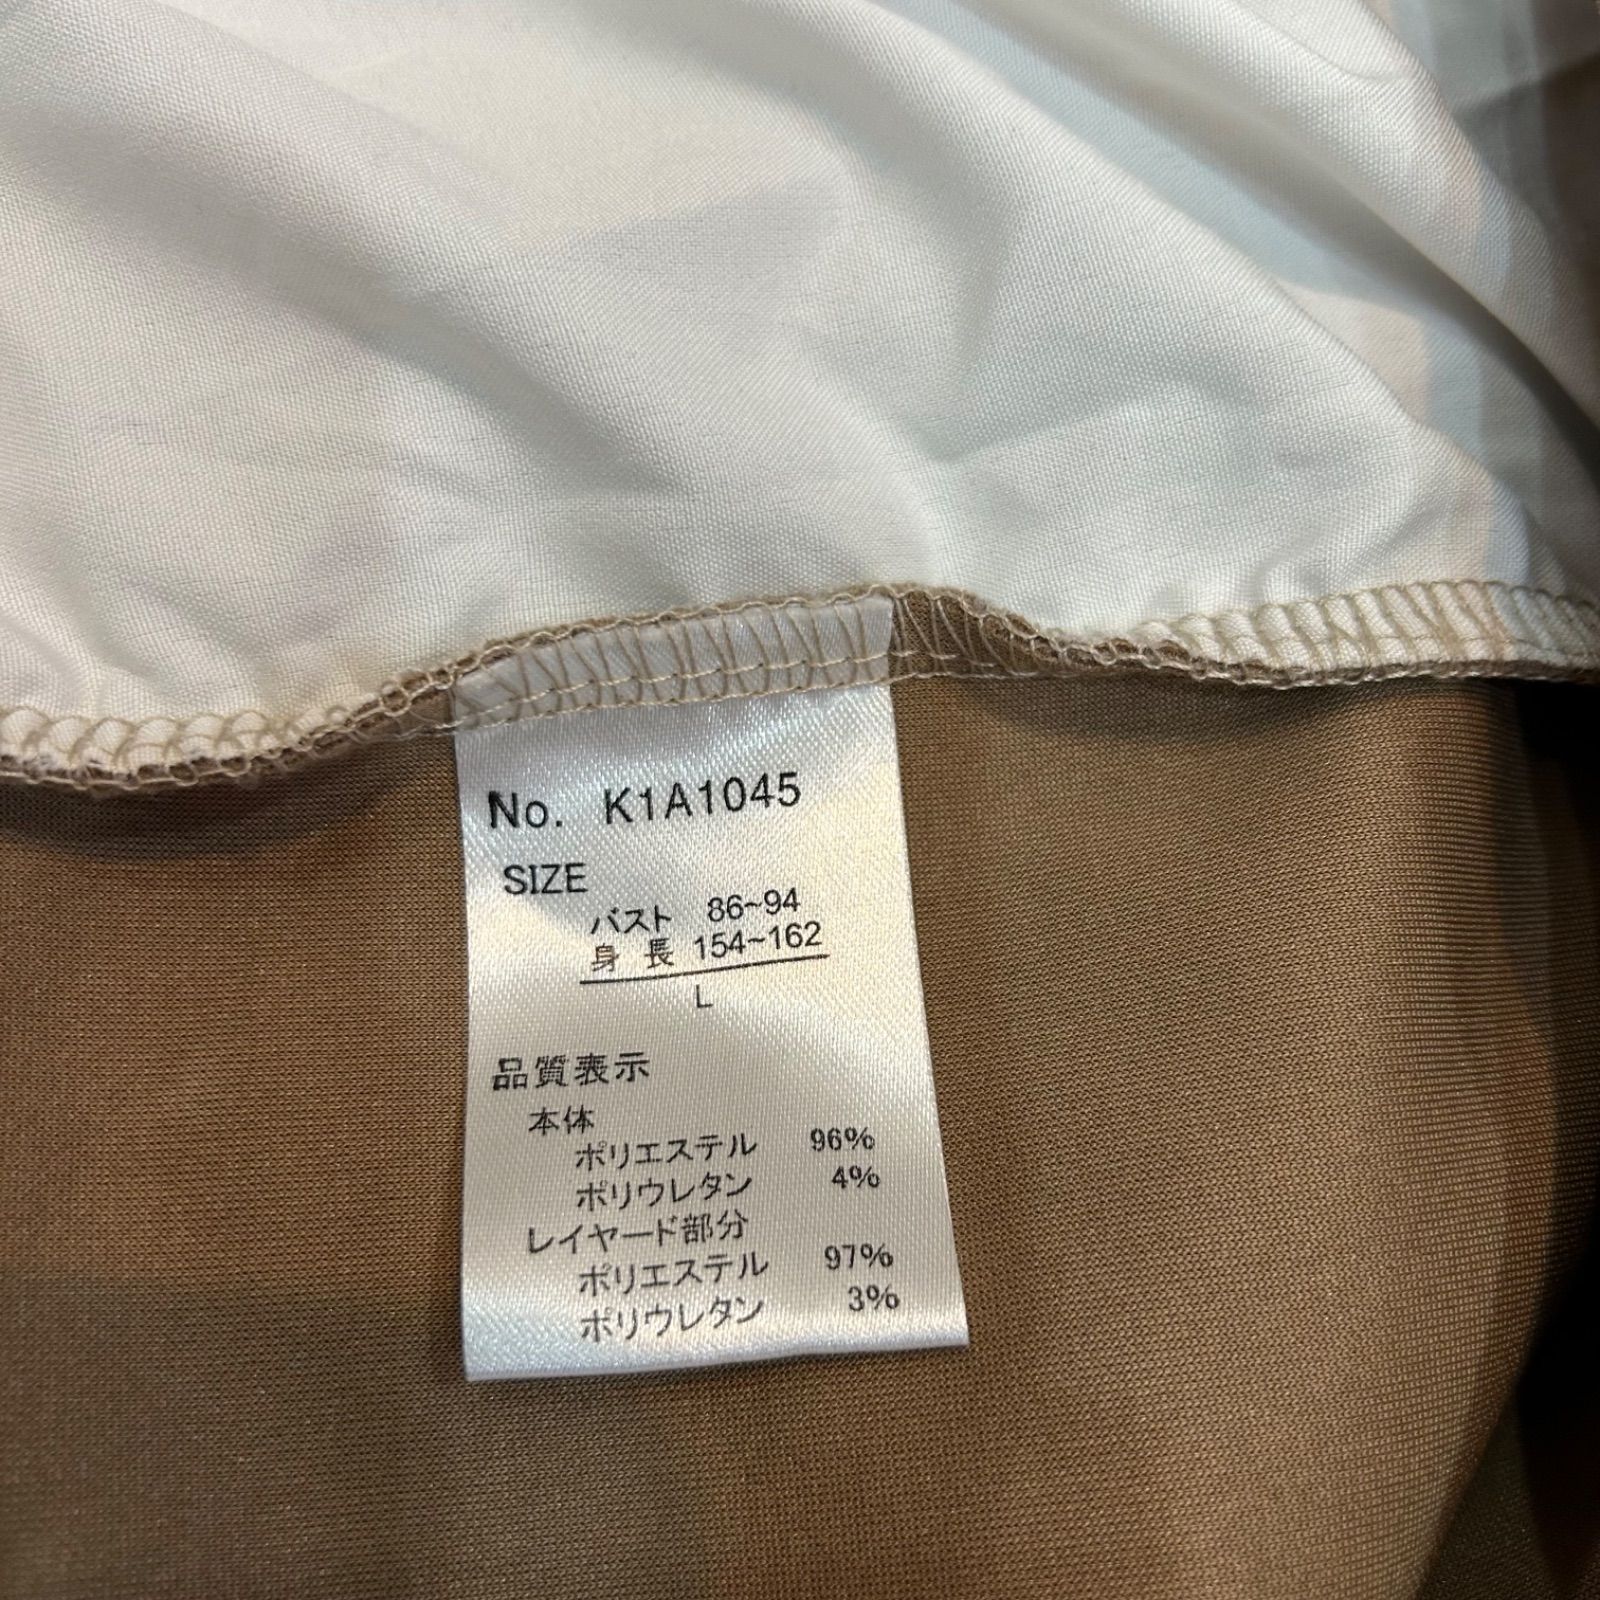 No. K1A1045
SIZE
バスト 86~94
身長 154~162
L
品質表示
本体
ポリエステル 96%
ポリウレタン 4%
レイヤード部分
ポリエステル 97%
ポリウレタン 3%